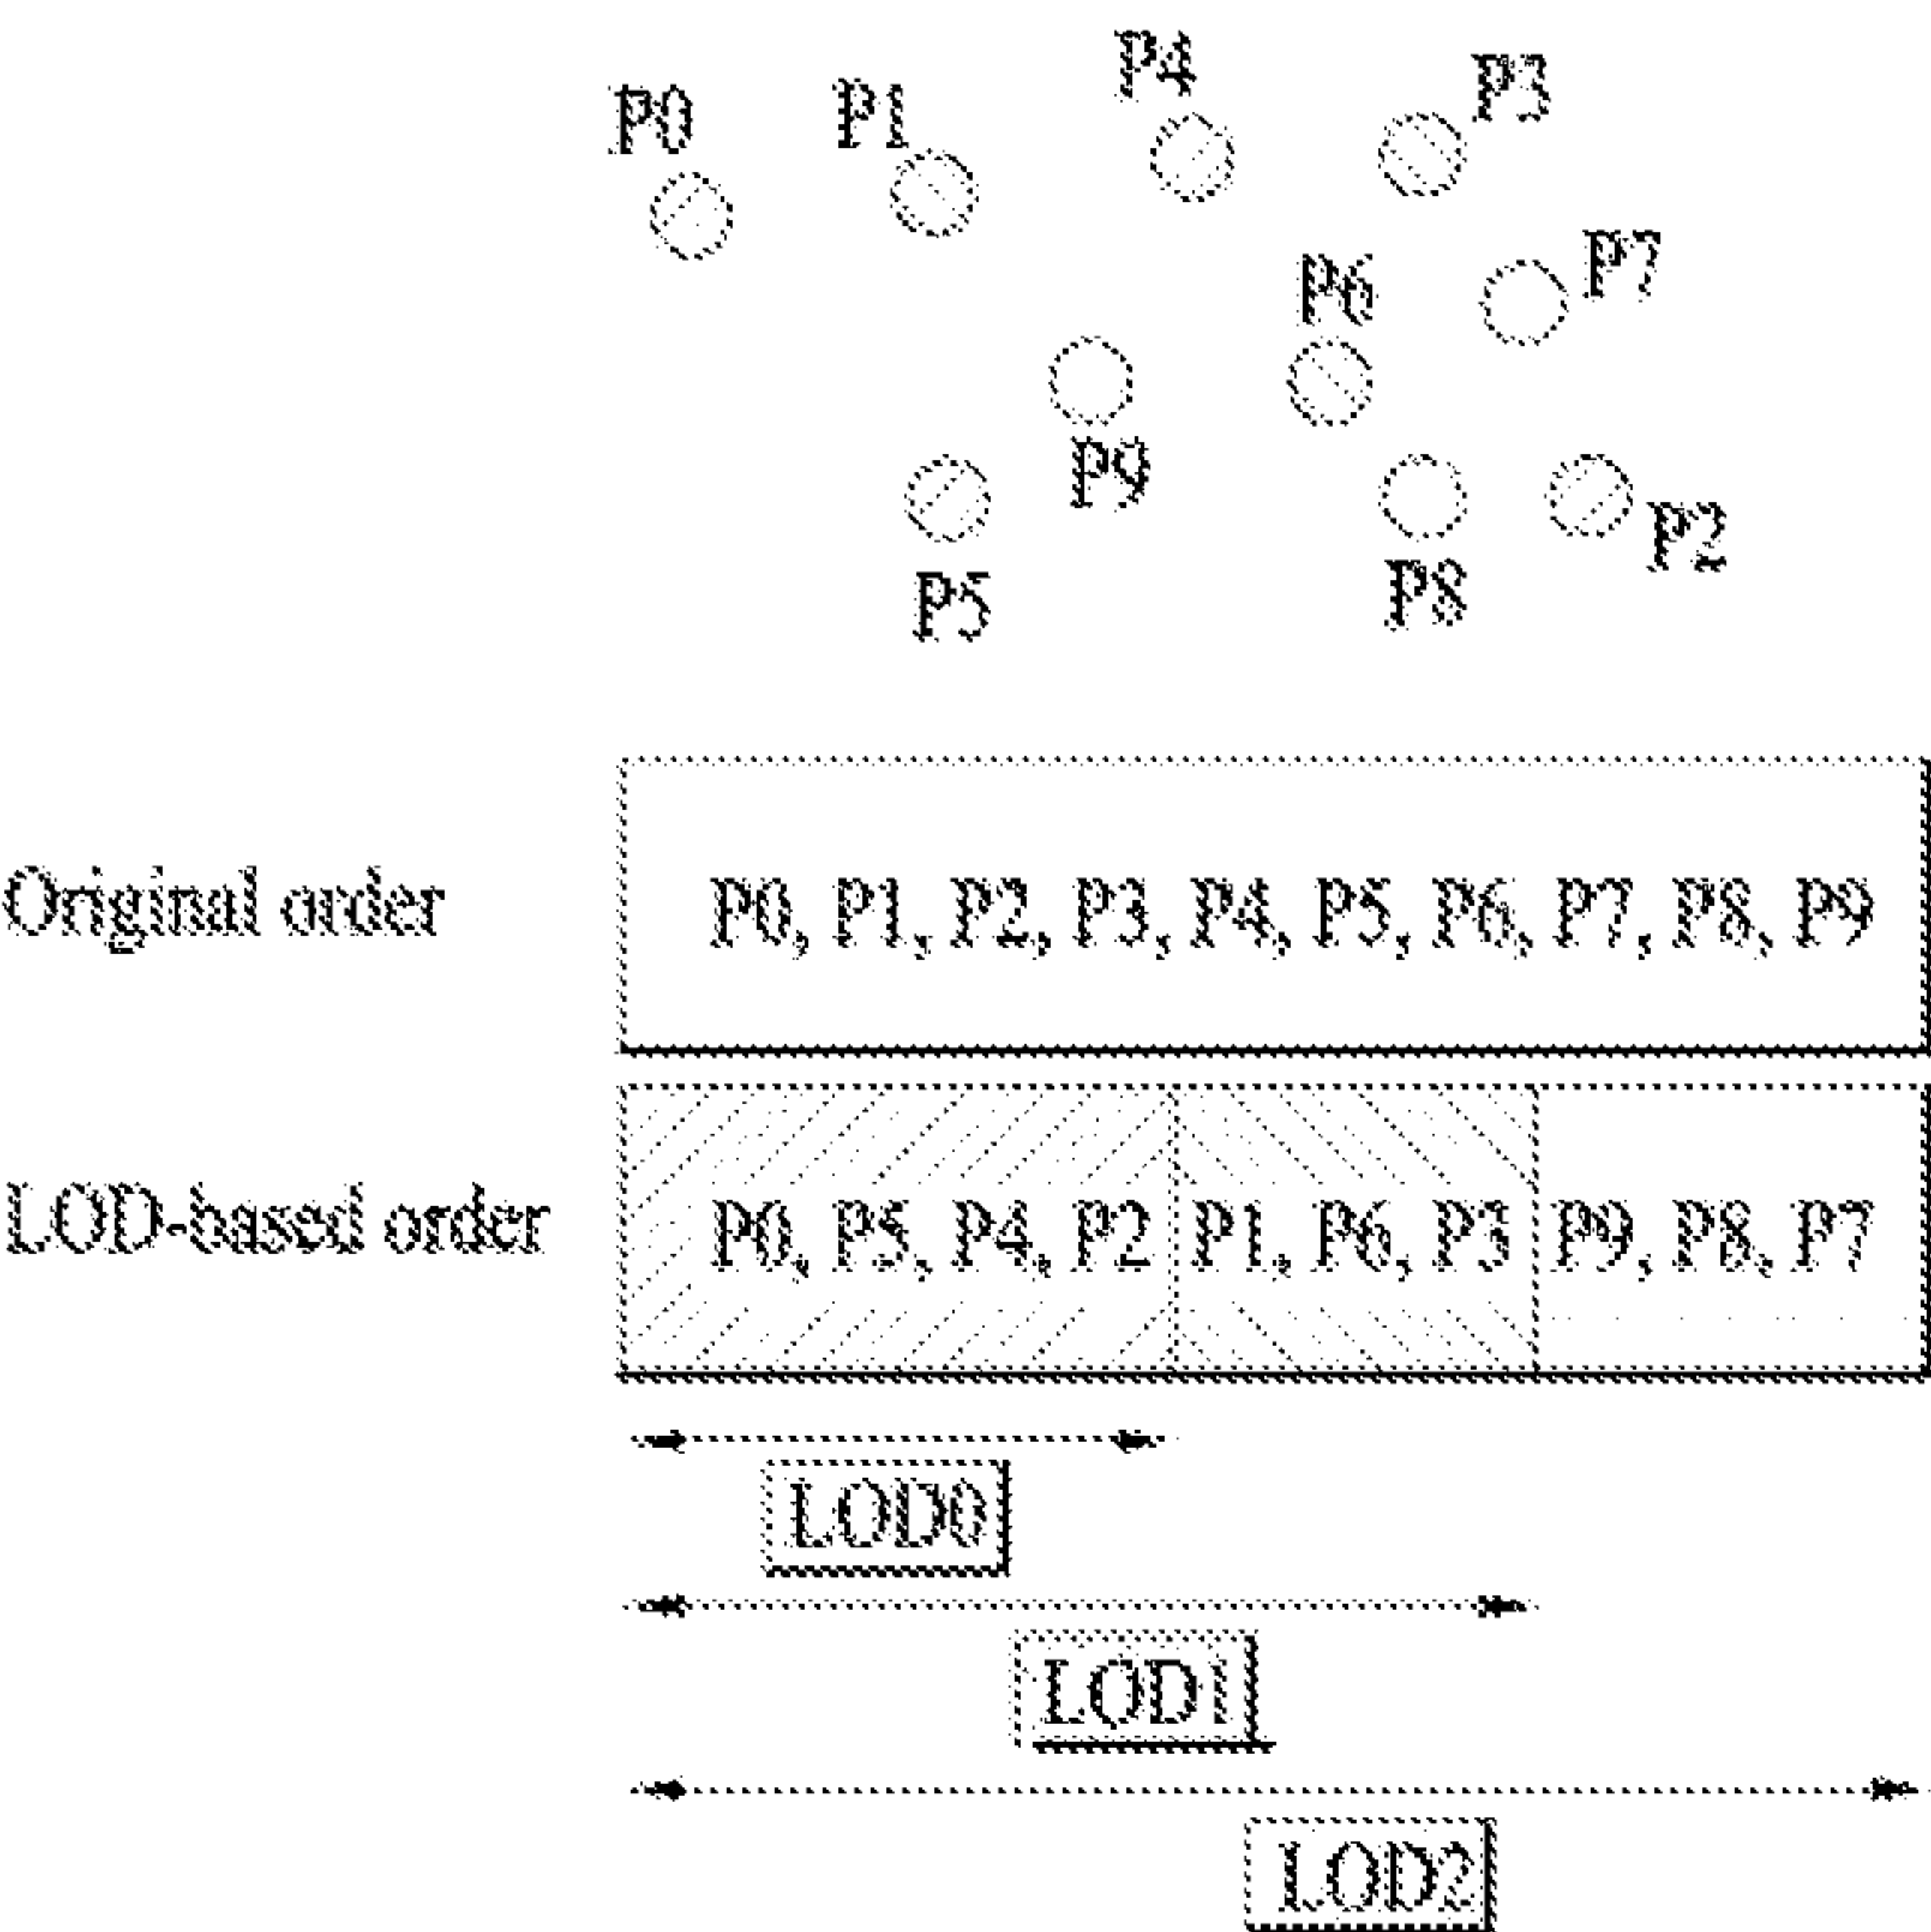 P4
P3
P0
P1
P7
P6
P9
P2
P8
P5
Original order
P0, P1, P2, P3, P4, P5, P6, P7, P8, P9
LOD-based order
P0, P5, P4, P2 P1, P6, P3 P9, P8, P7
LOD0
LOD1
LOD2